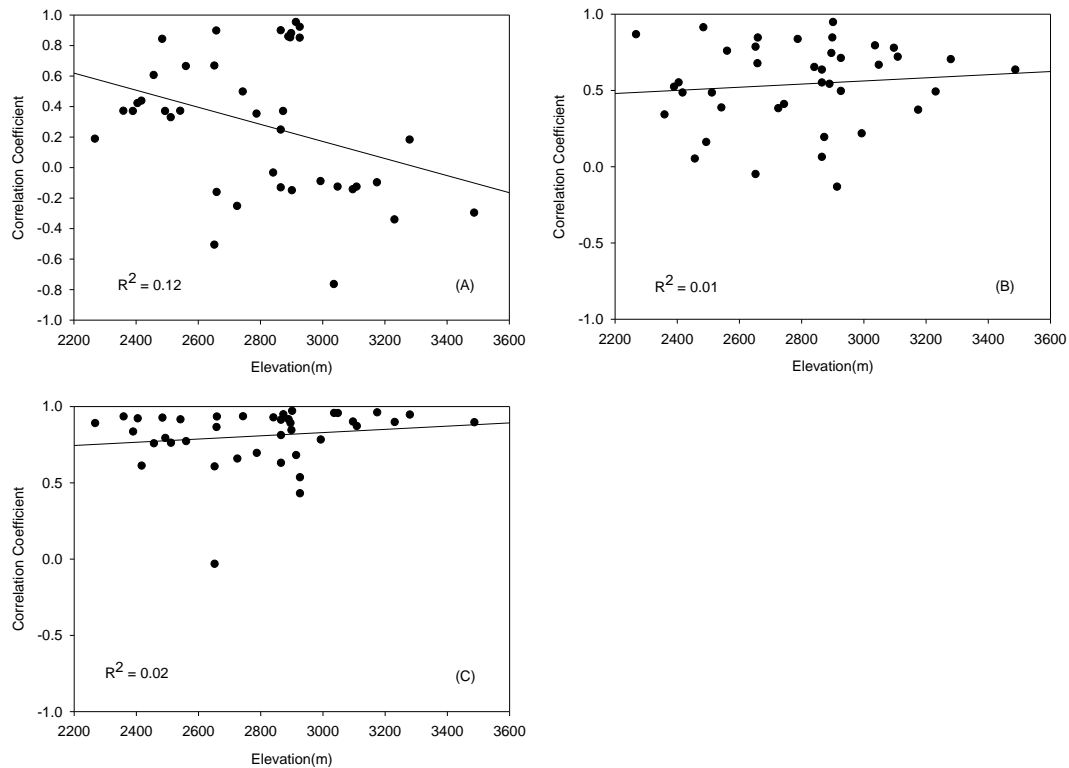 1.0
0.8
0.6
0.4
0.2
0.0
-0.2
-0.4
-0.6
-0.8
-1.0
Correlation Coefficient
R² = 0.12
(A)
2200 2400 2600 2800 3000 3200 3400 3600
Elevation(m)
1.0
0.5
0.0
0.5
-1.0
Correlation Coefficient
R² = 0.01
(B)
2200 2400 2600 2800 3000 3200 3400 3600
Elevation(m)
1.0
0.5
0.0
-0.5
-1.0
Correlation Coefficient
R² = 0.02
(C)
2200 2400 2600 2800 3000 3200 3400 3600
Elevation(m)